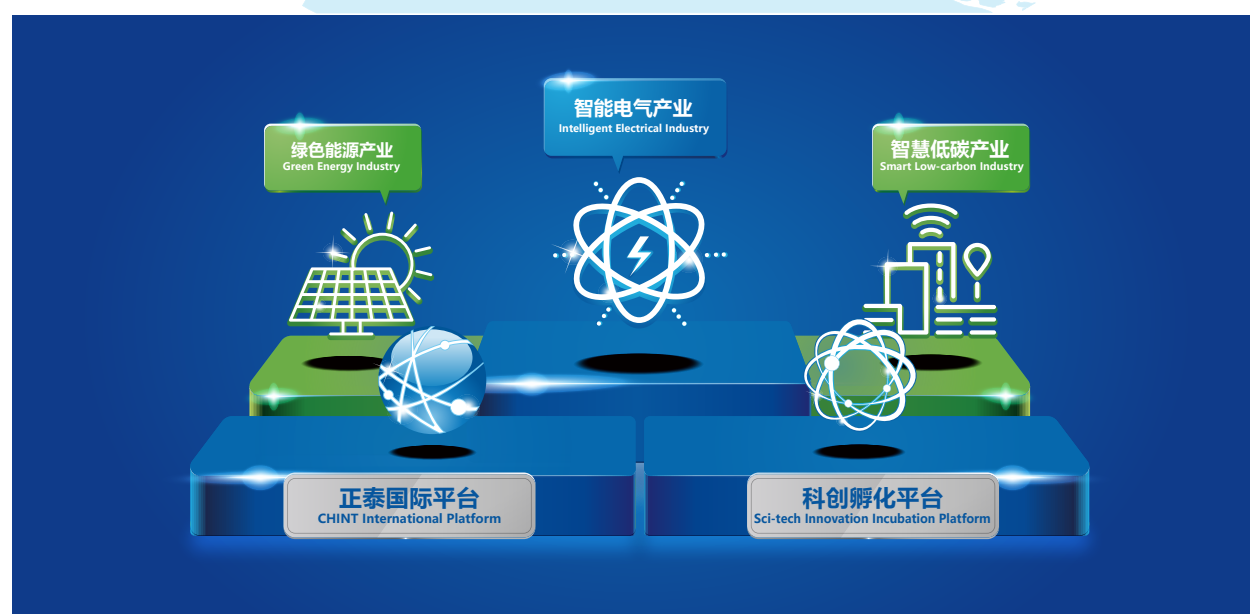 智能电气产业
Intelligent Electrical Industry
绿色能源产业
Green Energy Industry
智慧低碳产业
Smart Low-carbon Industry
正泰国际平台
CHINT International Platform
科创孵化平台
Sci-tech Innovation Incubation Platform